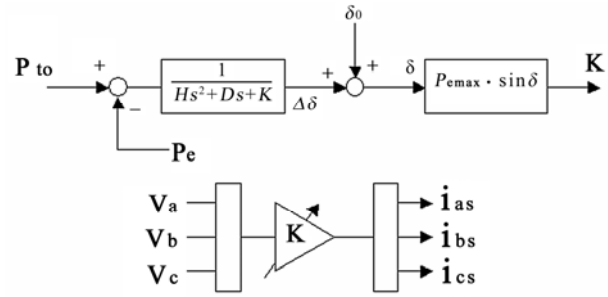 δ0
P to
+
−
1
Hs²+Ds+K
Δδ
+
+
δ
Pemax · sinδ
K
Pe
Va
Vb
Vc
K
ias
ibs
ics